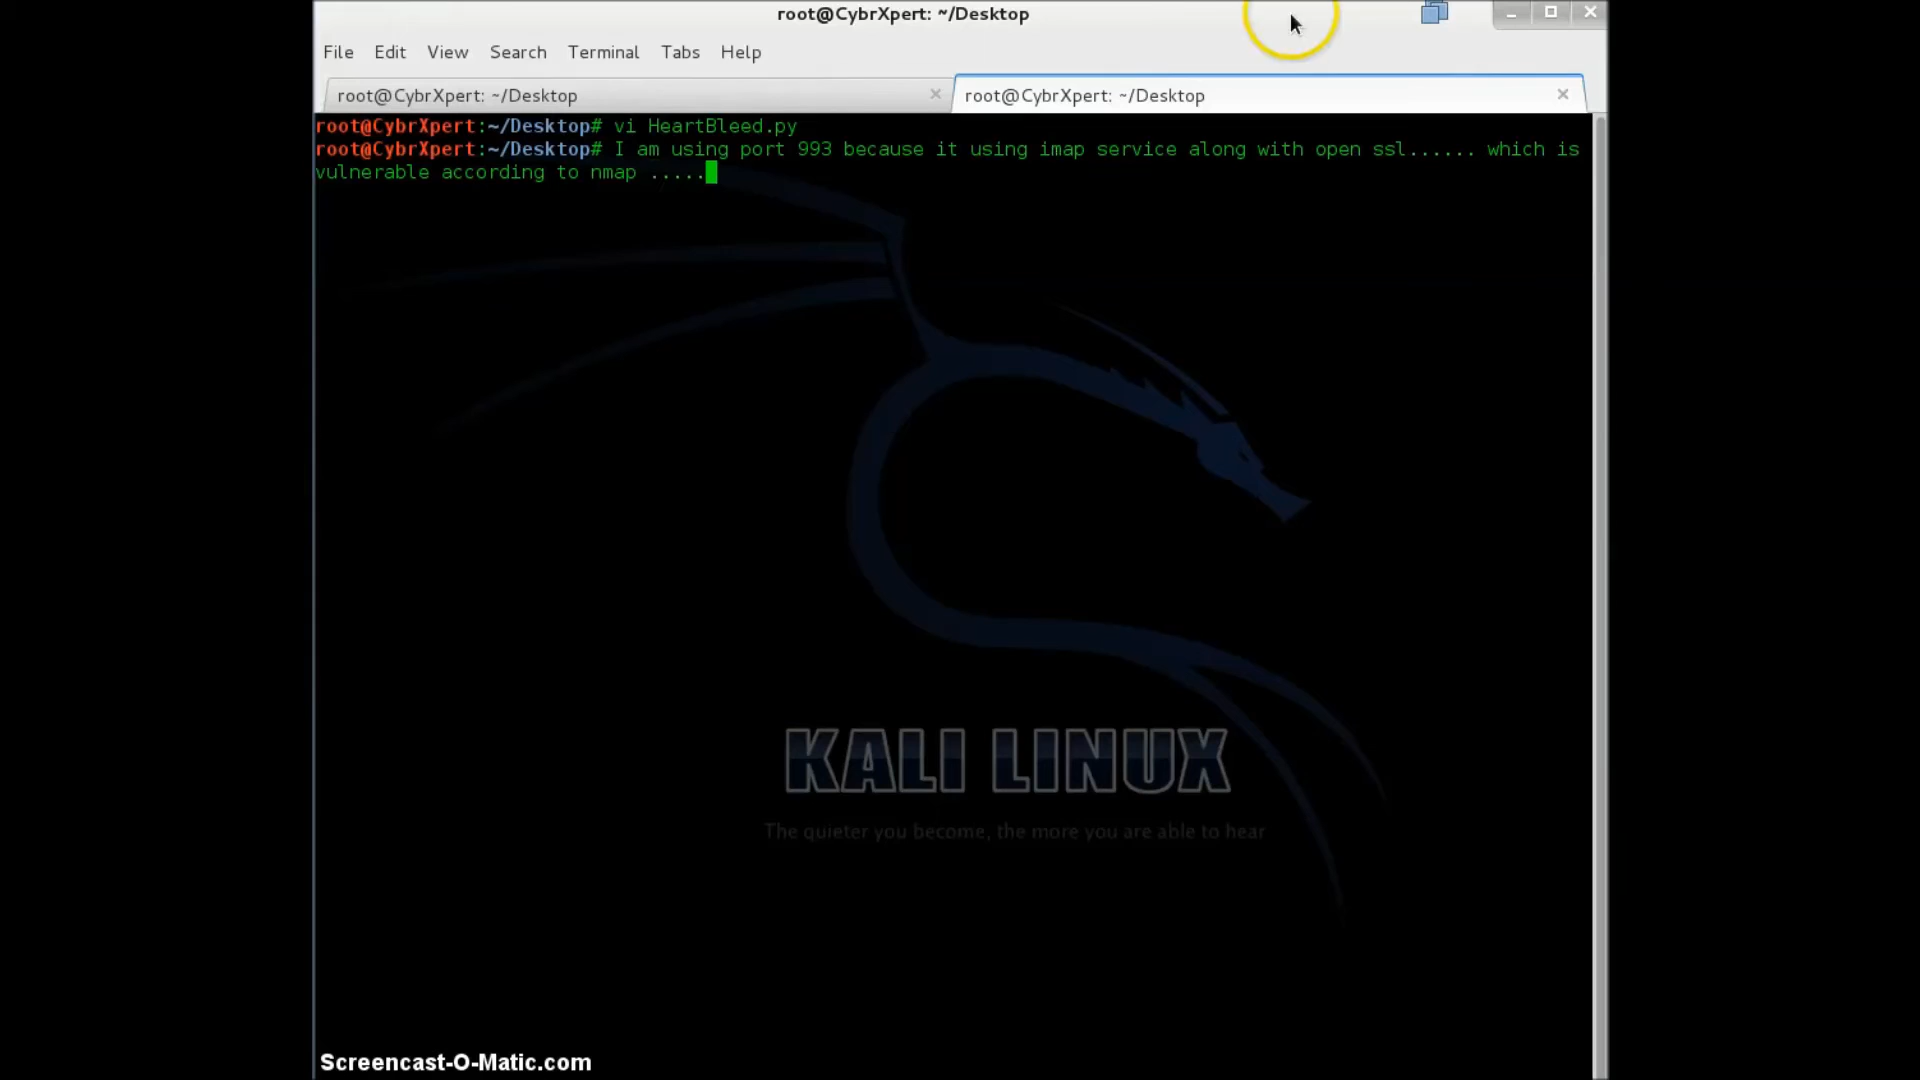 root@CybrXpert: ~/Desktop
File Edit View Search Terminal Tabs Help
root@CybrXpert: ~/Desktop root@CybrXpert: ~/Desktop
root@CybrXpert:~/Desktop# vi HeartBleed.py
root@CybrXpert:~/Desktop# I am using port 993 because it using imap service along with open ssl...... which is
vulnerable according to nmap .....
KALI LINUX
The quieter you become, the more you are able to hear
Screencast-O-Matic.com